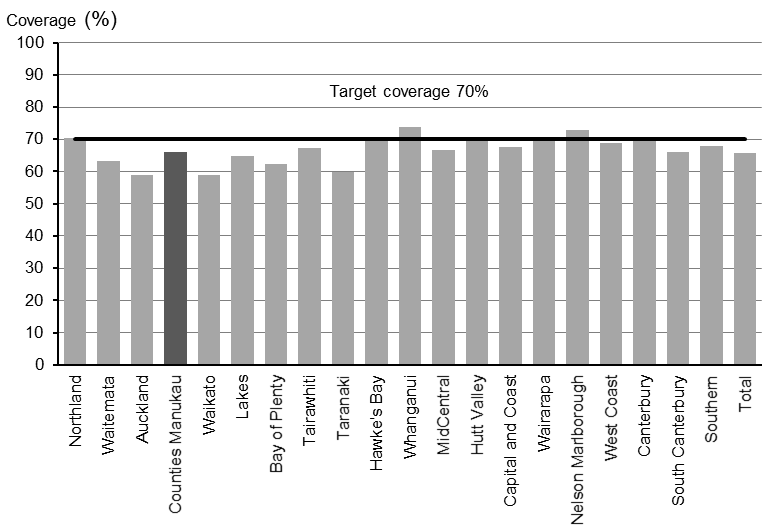 Coverage (%)
100
90
80
70
60
50
40
30
20
10
0
Target coverage 70%
Northland
Waitemata
Auckland
Counties Manukau
Waikato
Lakes
Bay of Plenty
Tairawhiti
Taranaki
Hawke's Bay
Whanganui
MidCentral
Hutt Valley
Capital and Coast
Wairarapa
Nelson Marlborough
West Coast
Canterbury
South Canterbury
Southern
Total